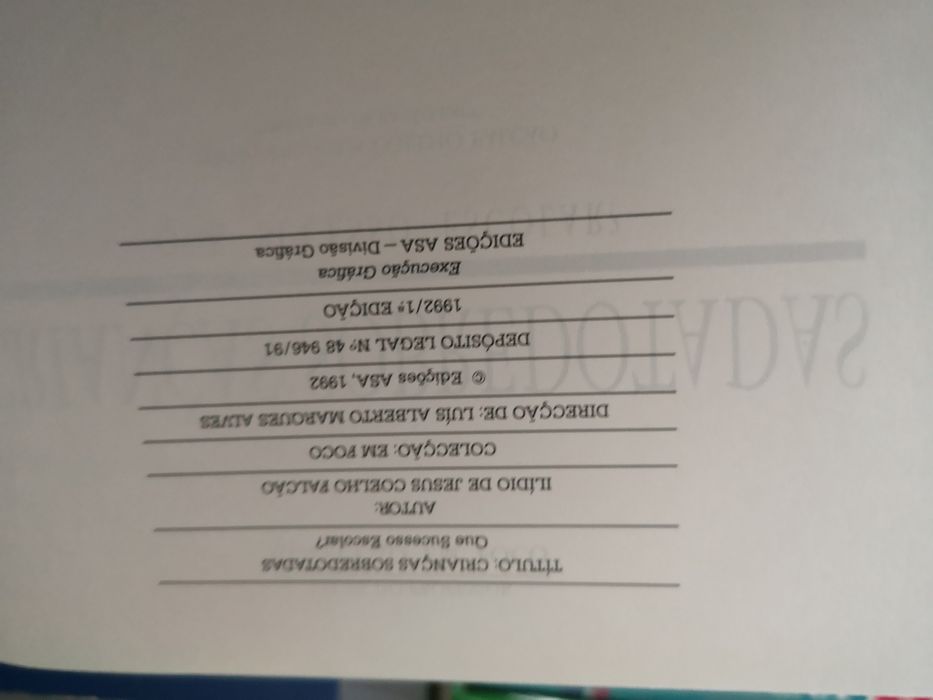 TÍTULO: CRIANÇAS SOBREDOTADAS
Que Sucesso Escolar?
AUTOR:
ILÍDIO DE JESUS COELHO FALCÃO
COLECÇÃO: EM FOCO
DIRECÇÃO DE: LUÍS ALBERTO MARQUES ALVES
© Edições ASA, 1992
DEPÓSITO LEGAL Nº 48 946/91
1992/1ª EDIÇÃO
Execução Gráfica
EDIÇÕES ASA – Divisão Gráfica